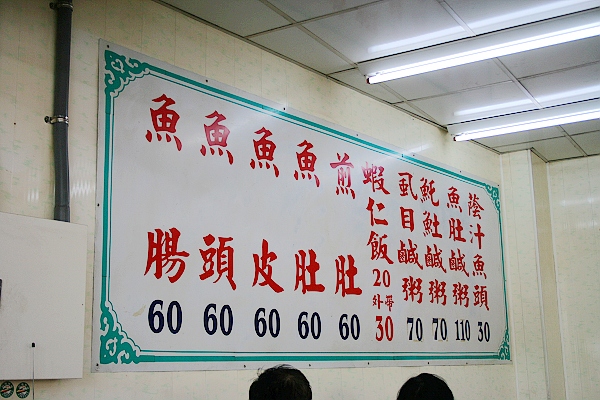 蔭汁魚頭 30
魚肚鹹粥 110
魠鹹粥 70
虱目鹹粥 70
蝦仁飯 20 外帶 30
煎肚 60
魚肚 60
魚皮 60
魚頭 60
魚腸 60